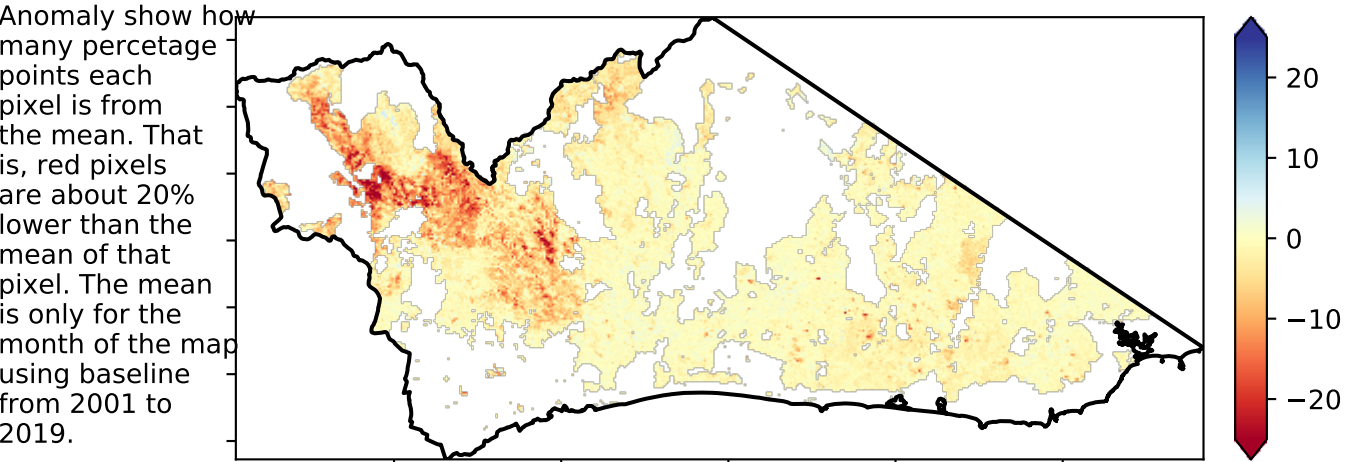 Anomaly show how
many percetage
points each
pixel is from
the mean. That
is, red pixels
are about 20%
lower than the
mean of that
pixel. The mean
is only for the
month of the map
using baseline
from 2001 to
2019.
20
10
0
−10
−20